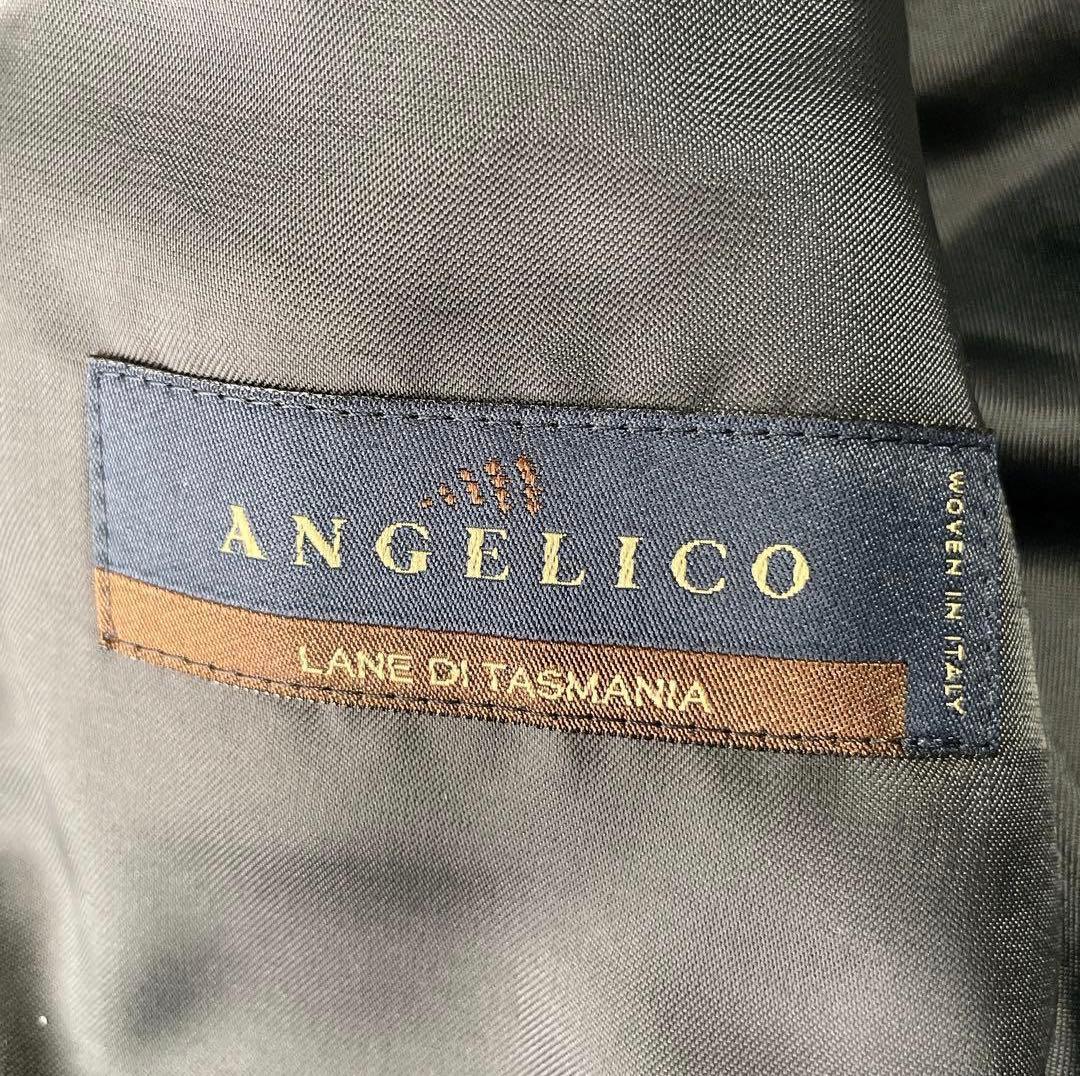 ANGELICO
LANE DI TASMANIA
WOVEN IN ITALY